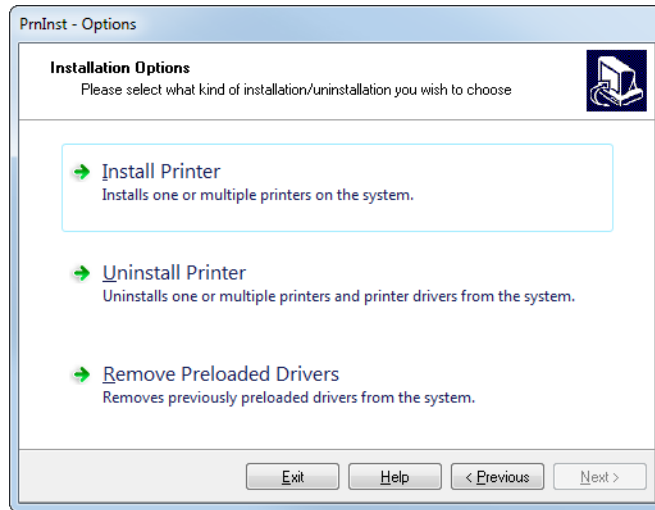 PrnInst - Options
Installation Options
Please select what kind of installation/uninstallation you wish to choose
Install Printer
Installs one or multiple printers on the system.
Uninstall Printer
Uninstalls one or multiple printers and printer drivers from the system.
Remove Preloaded Drivers
Removes previously preloaded drivers from the system.
Exit Help < Previous Next >